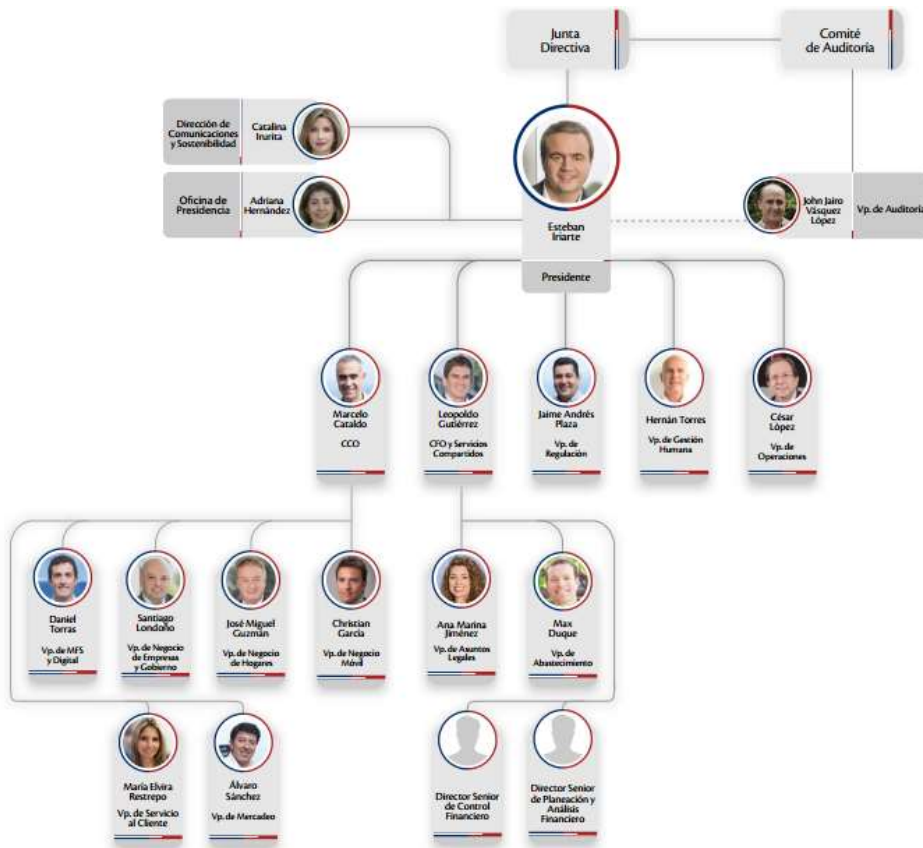 Junta
Directiva
Comité
de Auditoría
Dirección de
Comunicaciones
y Sostenibilidad
Catalina
Irurita
Oficina de
Presidencia
Adriana
Hernández
Esteban
Iriarte
Presidente
John Jairo
Vásquez
López
Vp. de Auditoría
Marcelo
Cataldo
CCO
Leopoldo
Gutiérrez
CFO y Servicios
Compartidos
Jaime Andrés
Plaza
Vp. de
Regulación
Hernán Torres
Vp. de Gestión
Humana
César
López
Vp. de
Operaciones
Daniel
Torras
Vp. de MFS
y Digital
Santiago
Londoño
Vp. de Negocio
de Empresas
y Gobierno
José Miguel
Guzmán
Vp. de Negocio
de Hogares
Christian
García
Vp. de Negocio
Móvil
Ana Marina
Jiménez
Vp. de Asuntos
Legales
Max
Duque
Vp. de
Abastecimiento
María Elvira
Restrepo
Vp. de Servicio
al Cliente
Álvaro
Sánchez
Vp. de Mercadeo
Director Senior
de Control
Financiero
Director Senior
de Planeación y
Análisis
Financiero